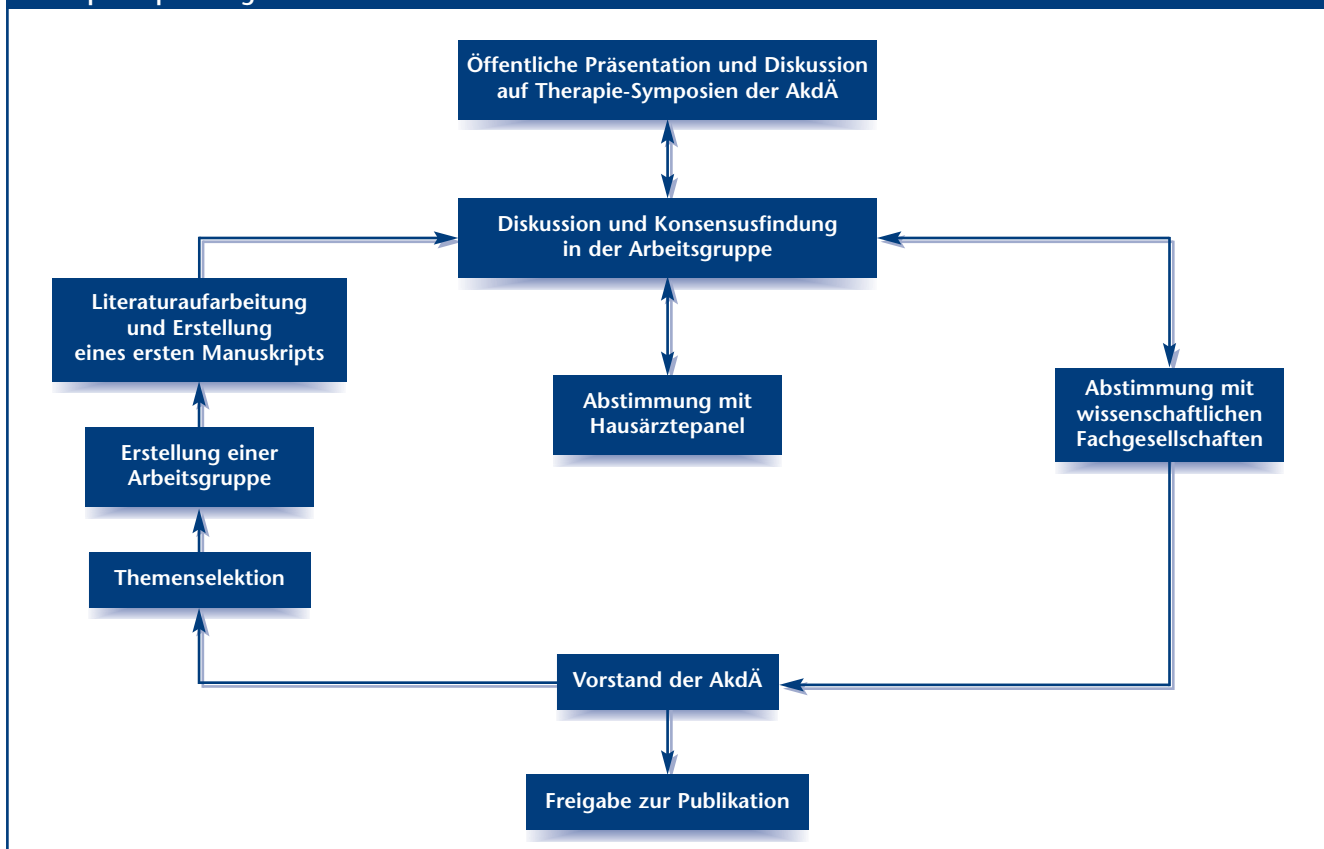 Öffentliche Präsentation und Diskussion
auf Therapie-Symposien der AkdÄ
Diskussion und Konsensusfindung
in der Arbeitsgruppe
Literaturaufarbeitung
und Erstellung
eines ersten Manuskripts
Abstimmung mit
Hausärztepanel
Abstimmung mit
wissenschaftlichen
Fachgesellschaften
Erstellung einer
Arbeitsgruppe
Themenselektion
Vorstand der AkdÄ
Freigabe zur Publikation